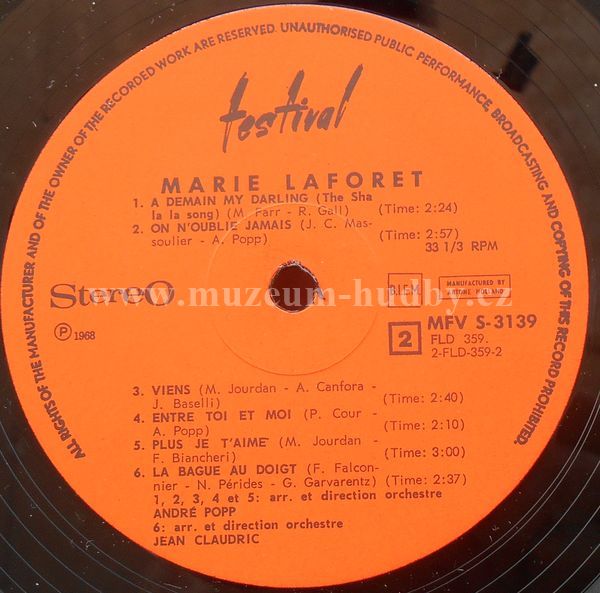 ALL RIGHTS OF THE MANUFACTURER AND OF THE OWNER OF THE RECORDED WORK ARE RESERVED. UNAUTHORISED PUBLIC PERFORMANCE, BROADCASTING AND COPYING OF THIS RECORD PROHIBITED.
festival
MARIE LAFORET
1. A DEMAIN MY DARLING (The Sha
la la song) (M. Farr - R. Gall) (Time: 2:24)
2. ON N'OUBLIE JAMAIS (J. C. Mas-
soulier - A. Popp) (Time: 2:57)
33 1/3 RPM
Stereo
www.muzeum-hudby.cz
B.I.E.M.
MANUFACTURED BY
ARTONE HOLLAND
℗ 1968
2 MFV S-3139
FLD 359.
2-FLD-359-2
3. VIENS (M. Jourdan - A. Canfora -
J. Baselli) (Time: 2:40)
4. ENTRE TOI ET MOI (P. Cour -
A. Popp) (Time: 2:10)
5. PLUS JE T'AIME (M. Jourdan -
F. Biancheri) (Time: 3:00)
6. LA BAGUE AU DOIGT (F. Falcon-
nier - N. Pérides - G. Garvarentz) (Time: 2:37)
1, 2, 3, 4 et 5: arr. et direction orchestre
ANDRÉ POPP
6: arr. et direction orchestre
JEAN CLAUDRIC